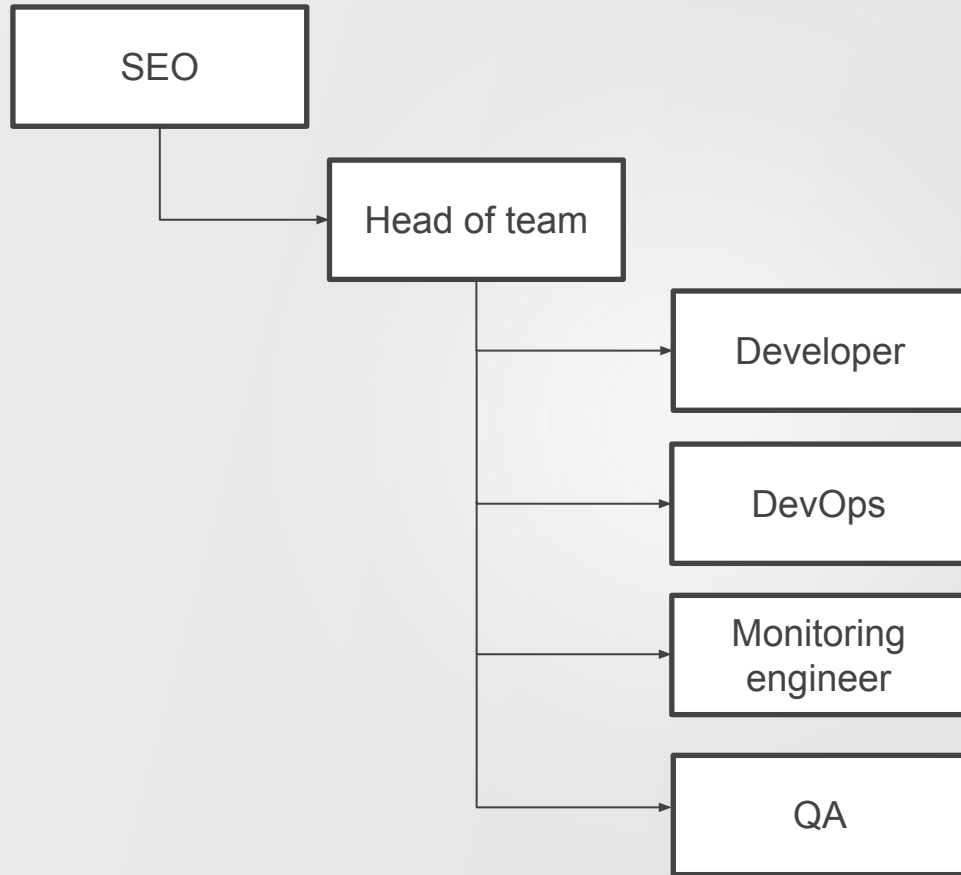 SEO
Head of team
Developer
DevOps
Monitoring
engineer
QA